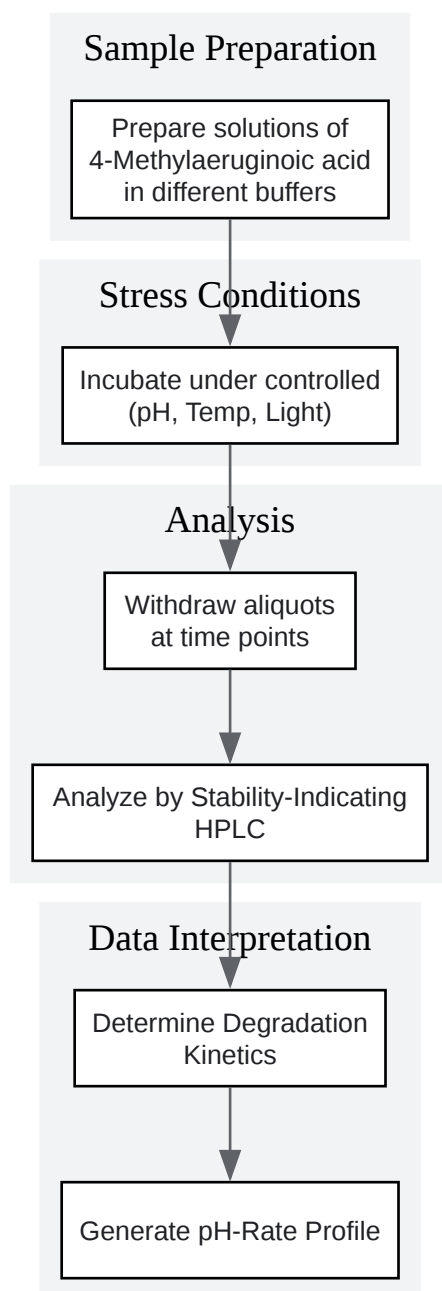 Sample Preparation
Prepare solutions of
4-Methylaeruginoic acid
in different buffers
Stress Conditions
Incubate under controlled
(pH, Temp, Light)
Analysis
Withdraw aliquots
at time points
Analyze by Stability-Indicating
HPLC
Data Interpretation
Determine Degradation
Kinetics
Generate pH-Rate Profile